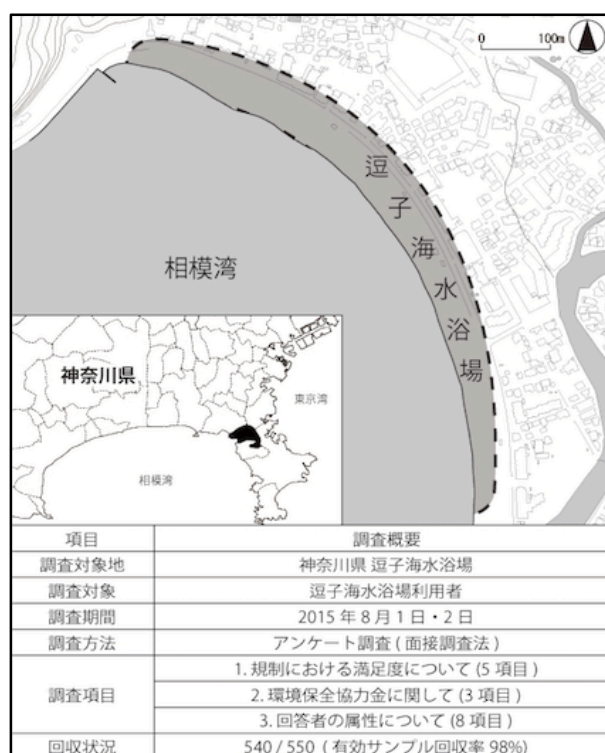 0 100m
逗子海水浴場
相模湾
神奈川県
東京湾
相模湾
項目 調査概要
調査対象地 神奈川県 逗子海水浴場
調査対象 逗子海水浴場利用者
調査期間 2015 年 8 月 1 日・2 日
調査方法 アンケート調査 ( 面接調査法 )
調査項目
1. 規制における満足度について (5 項目 )
2. 環境保全協力金に関して (3 項目 )
3. 回答者の属性について (8 項目 )
回収状況 540 / 550 ( 有効サンプル回収率 98%)